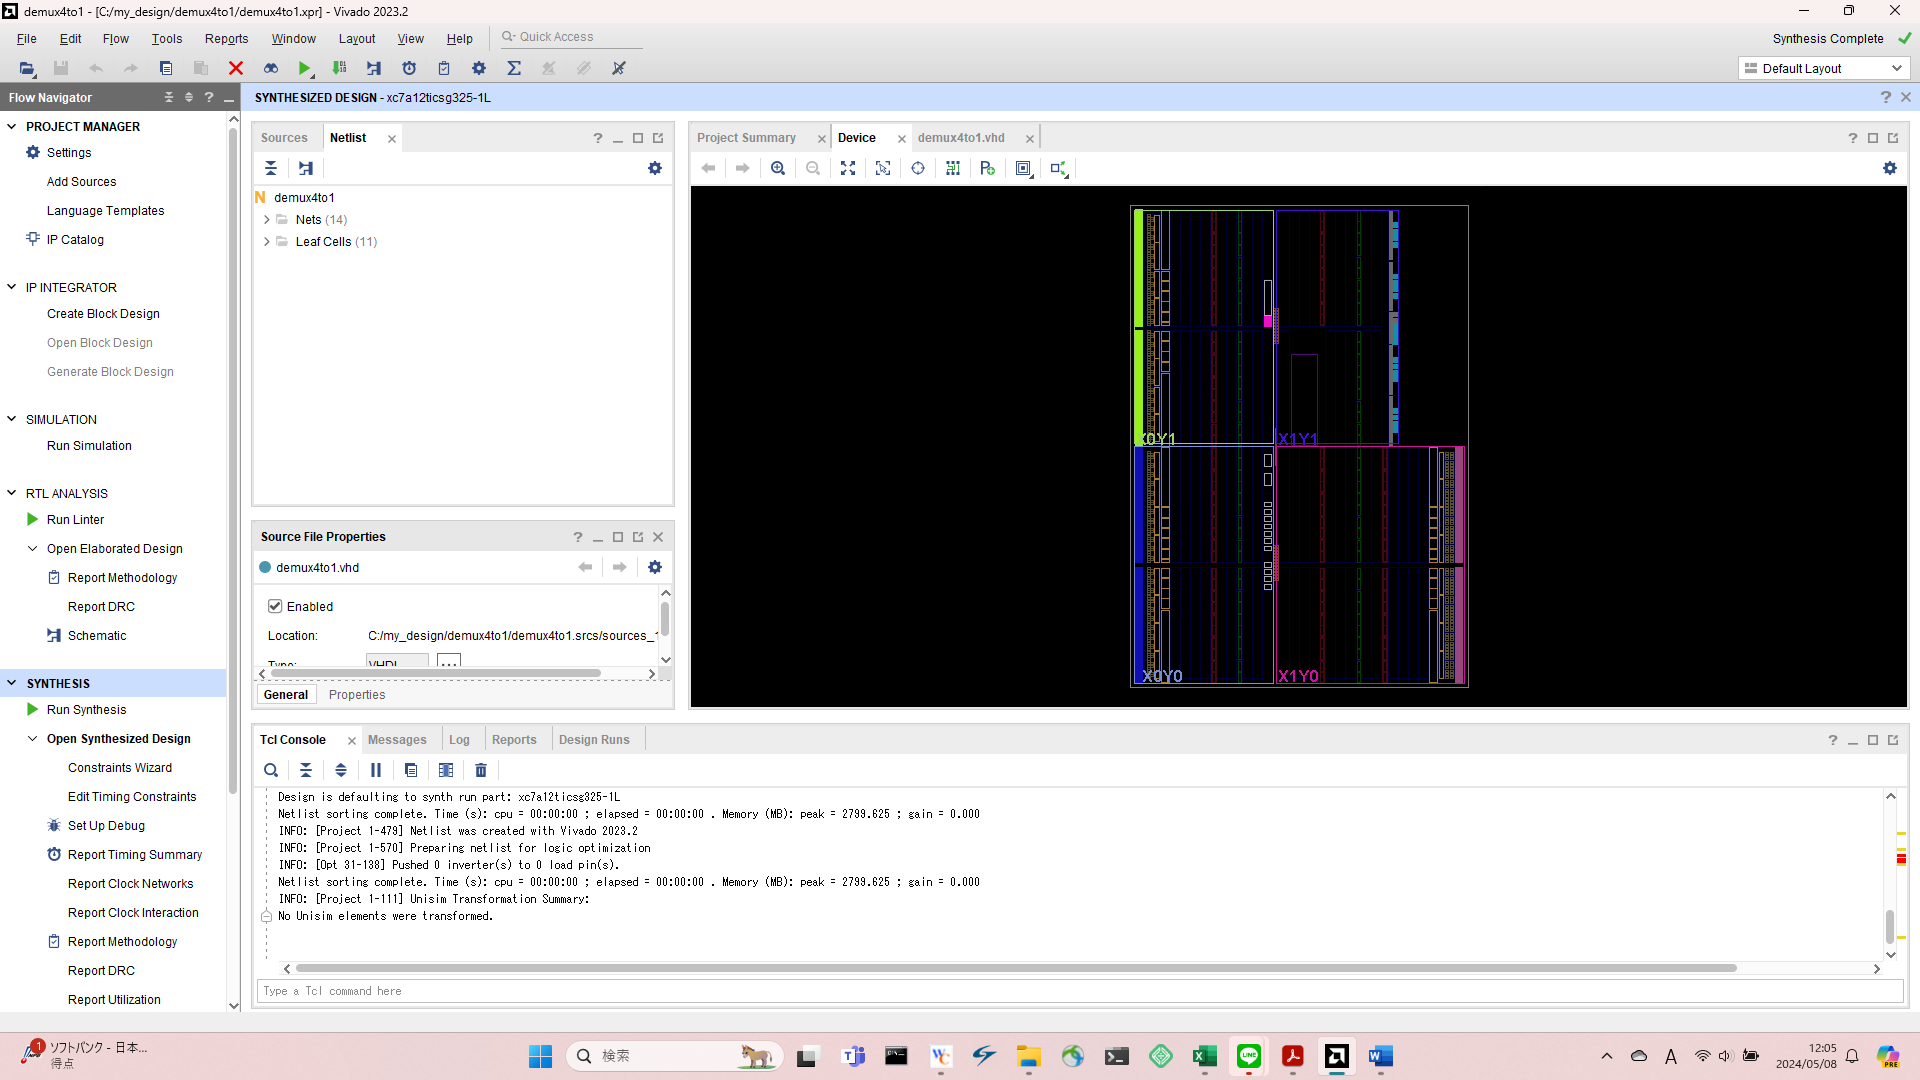 demux4to1 - [C:/my_design/demux4to1/demux4to1.xpr] - Vivado 2023.2
File Edit Flow Tools Reports Window Layout View Help Quick Access
Synthesis Complete
Default Layout
Flow Navigator
SYNTHESIZED DESIGN - xc7a12ticsg325-1L
PROJECT MANAGER
Settings
Add Sources
Language Templates
IP Catalog
IP INTEGRATOR
Create Block Design
Open Block Design
Generate Block Design
SIMULATION
Run Simulation
RTL ANALYSIS
Run Linter
Open Elaborated Design
Report Methodology
Report DRC
Schematic
SYNTHESIS
Run Synthesis
Open Synthesized Design
Constraints Wizard
Edit Timing Constraints
Set Up Debug
Report Timing Summary
Report Clock Networks
Report Clock Interaction
Report Methodology
Report DRC
Report Utilization
Sources Netlist
demux4to1
Nets (14)
Leaf Cells (11)
Source File Properties
demux4to1.vhd
Enabled
Location: C:/my_design/demux4to1/demux4to1.srcs/sources_1
Type: VHDL ...
General Properties
Project Summary Device demux4to1.vhd
X0Y1 X1Y1
X0Y0 X1Y0
Tcl Console Messages Log Reports Design Runs
Design is defaulting to synth run part: xc7a12ticsg325-1L
Netlist sorting complete. Time (s): cpu = 00:00:00 ; elapsed = 00:00:00 . Memory (MB): peak = 2799.625 ; gain = 0.000
INFO: [Project 1-479] Netlist was created with Vivado 2023.2
INFO: [Project 1-570] Preparing netlist for logic optimization
INFO: [Opt 31-138] Pushed 0 inverter(s) to 0 load pin(s).
Netlist sorting complete. Time (s): cpu = 00:00:00 ; elapsed = 00:00:00 . Memory (MB): peak = 2799.625 ; gain = 0.000
INFO: [Project 1-111] Unisim Transformation Summary:
No Unisim elements were transformed.
Type a Tcl command here
1
ソフトバンク - 日本...
得点
検索
A
12:05
2024/05/08
PRE